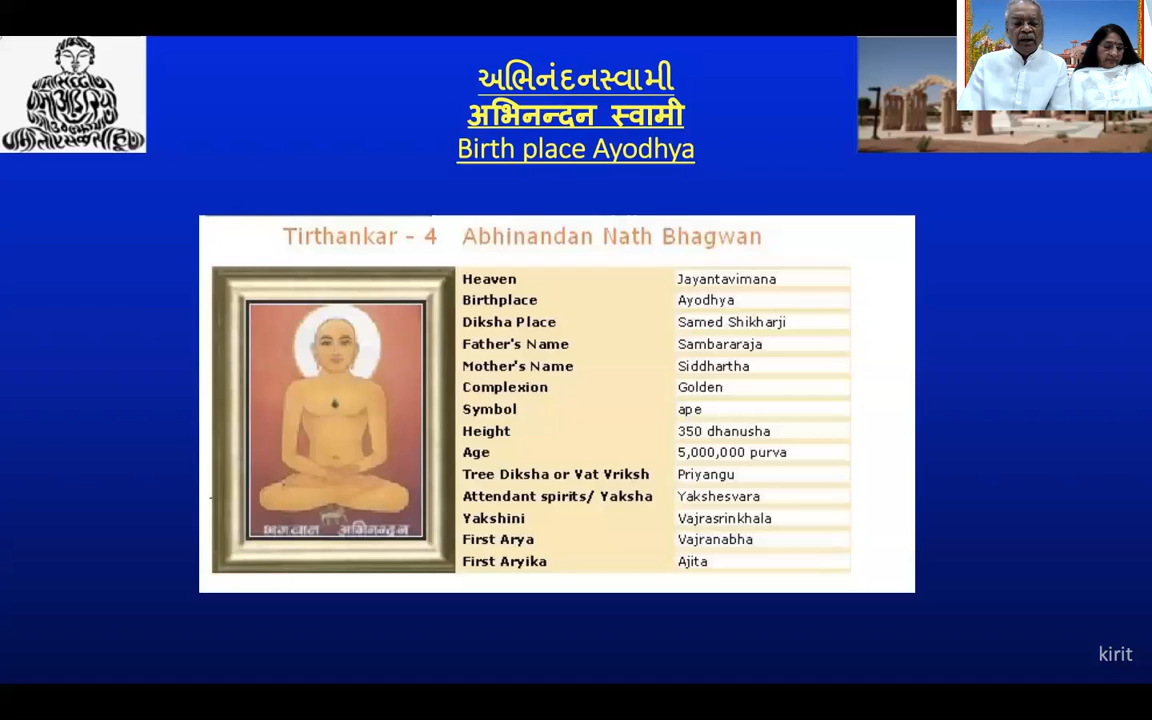 અભિનંદનસ્વામી
अभिनन्दन स्वामी
Birth place Ayodhya
Tirthankar - 4 Abhinandan Nath Bhagwan
Heaven Jayantavimana
Birthplace Ayodhya
Diksha Place Samed Shikharji
Father's Name Sambararaja
Mother's Name Siddhartha
Complexion Golden
Symbol ape
Height 350 dhanusha
Age 5,000,000 purva
Tree Diksha or Vat Vriksh Priyangu
Attendant spirits/ Yaksha Yakshesvara
Yakshini Vajrasrinkhala
First Arya Vajranabha
First Aryika Ajita
भगवान अभिनन्दन
kirit